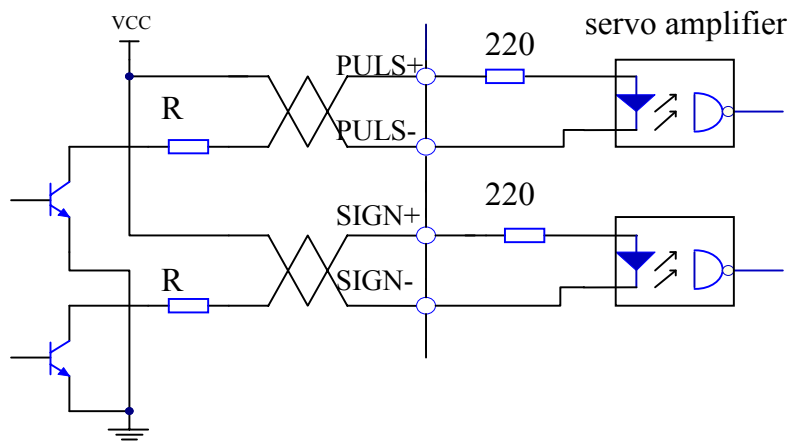 servo amplifier
VCC
220
PULS+
R
PULS-
220
SIGN+
R
SIGN-